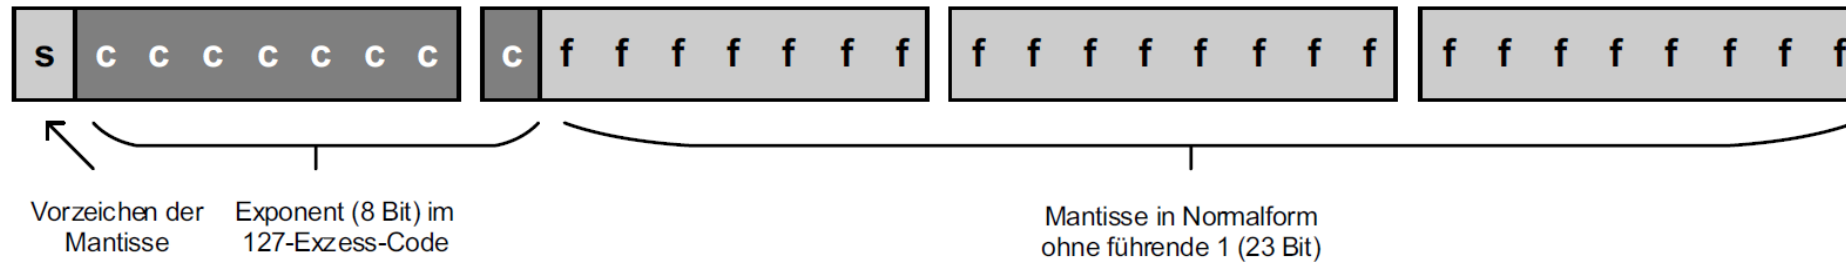 s c c c c c c c c f f f f f f f f f f f f f f f f f f f f f f f
Vorzeichen der
Mantisse
Exponent (8 Bit) im
127-Exzess-Code
Mantisse in Normalform
ohne führende 1 (23 Bit)